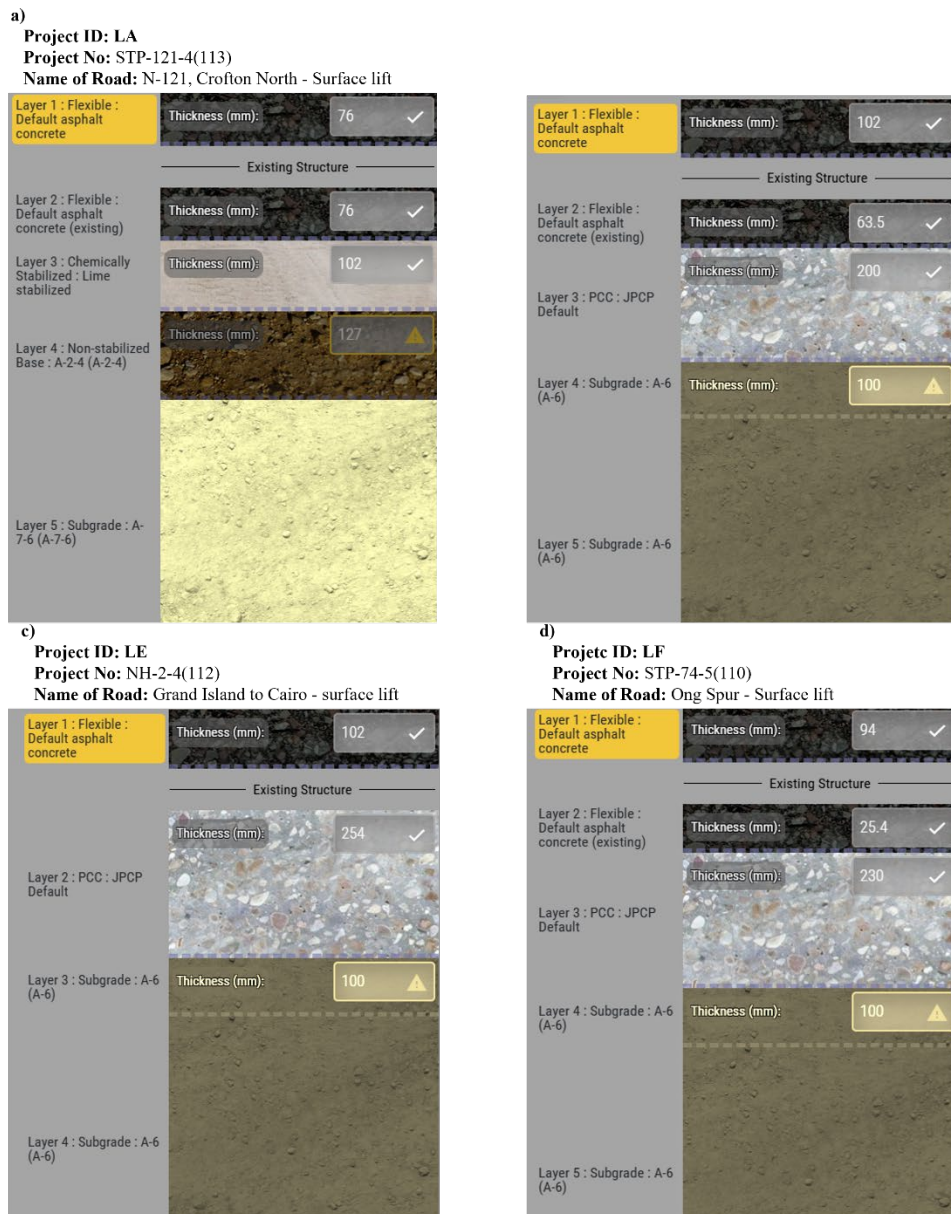 a)
Project ID: LA
Project No: STP-121-4(113)
Name of Road: N-121, Crofton North - Surface lift
Layer 1 : Flexible :
Default asphalt
concrete
Thickness (mm):
76
Existing Structure
Layer 2 : Flexible :
Default asphalt
concrete (existing)
Thickness (mm):
76
Layer 3 : Chemically
Stabilized : Lime
stabilized
Thickness (mm):
102
Layer 4 : Non-stabilized
Base : A-2-4 (A-2-4)
Thickness (mm):
127
Layer 5 : Subgrade : A-
7-6 (A-7-6)
Layer 1 : Flexible :
Default asphalt
concrete
Thickness (mm):
102
Existing Structure
Layer 2 : Flexible :
Default asphalt
concrete (existing)
Thickness (mm):
63.5
Layer 3 : PCC : JPCP
Default
Thickness (mm):
200
Layer 4 : Subgrade : A-6
(A-6)
Thickness (mm):
100
Layer 5 : Subgrade : A-6
(A-6)
c)
Project ID: LE
Project No: NH-2-4(112)
Name of Road: Grand Island to Cairo - surface lift
Layer 1 : Flexible :
Default asphalt
concrete
Thickness (mm):
102
Existing Structure
Layer 2 : PCC : JPCP
Default
Thickness (mm):
254
Layer 3 : Subgrade : A-6
(A-6)
Thickness (mm):
100
Layer 4 : Subgrade : A-6
(A-6)
d)
Projetc ID: LF
Project No: STP-74-5(110)
Name of Road: Ong Spur - Surface lift
Layer 1 : Flexible :
Default asphalt
concrete
Thickness (mm):
94
Existing Structure
Layer 2 : Flexible :
Default asphalt
concrete (existing)
Thickness (mm):
25.4
Layer 3 : PCC : JPCP
Default
Thickness (mm):
230
Layer 4 : Subgrade : A-6
(A-6)
Thickness (mm):
100
Layer 5 : Subgrade : A-6
(A-6)